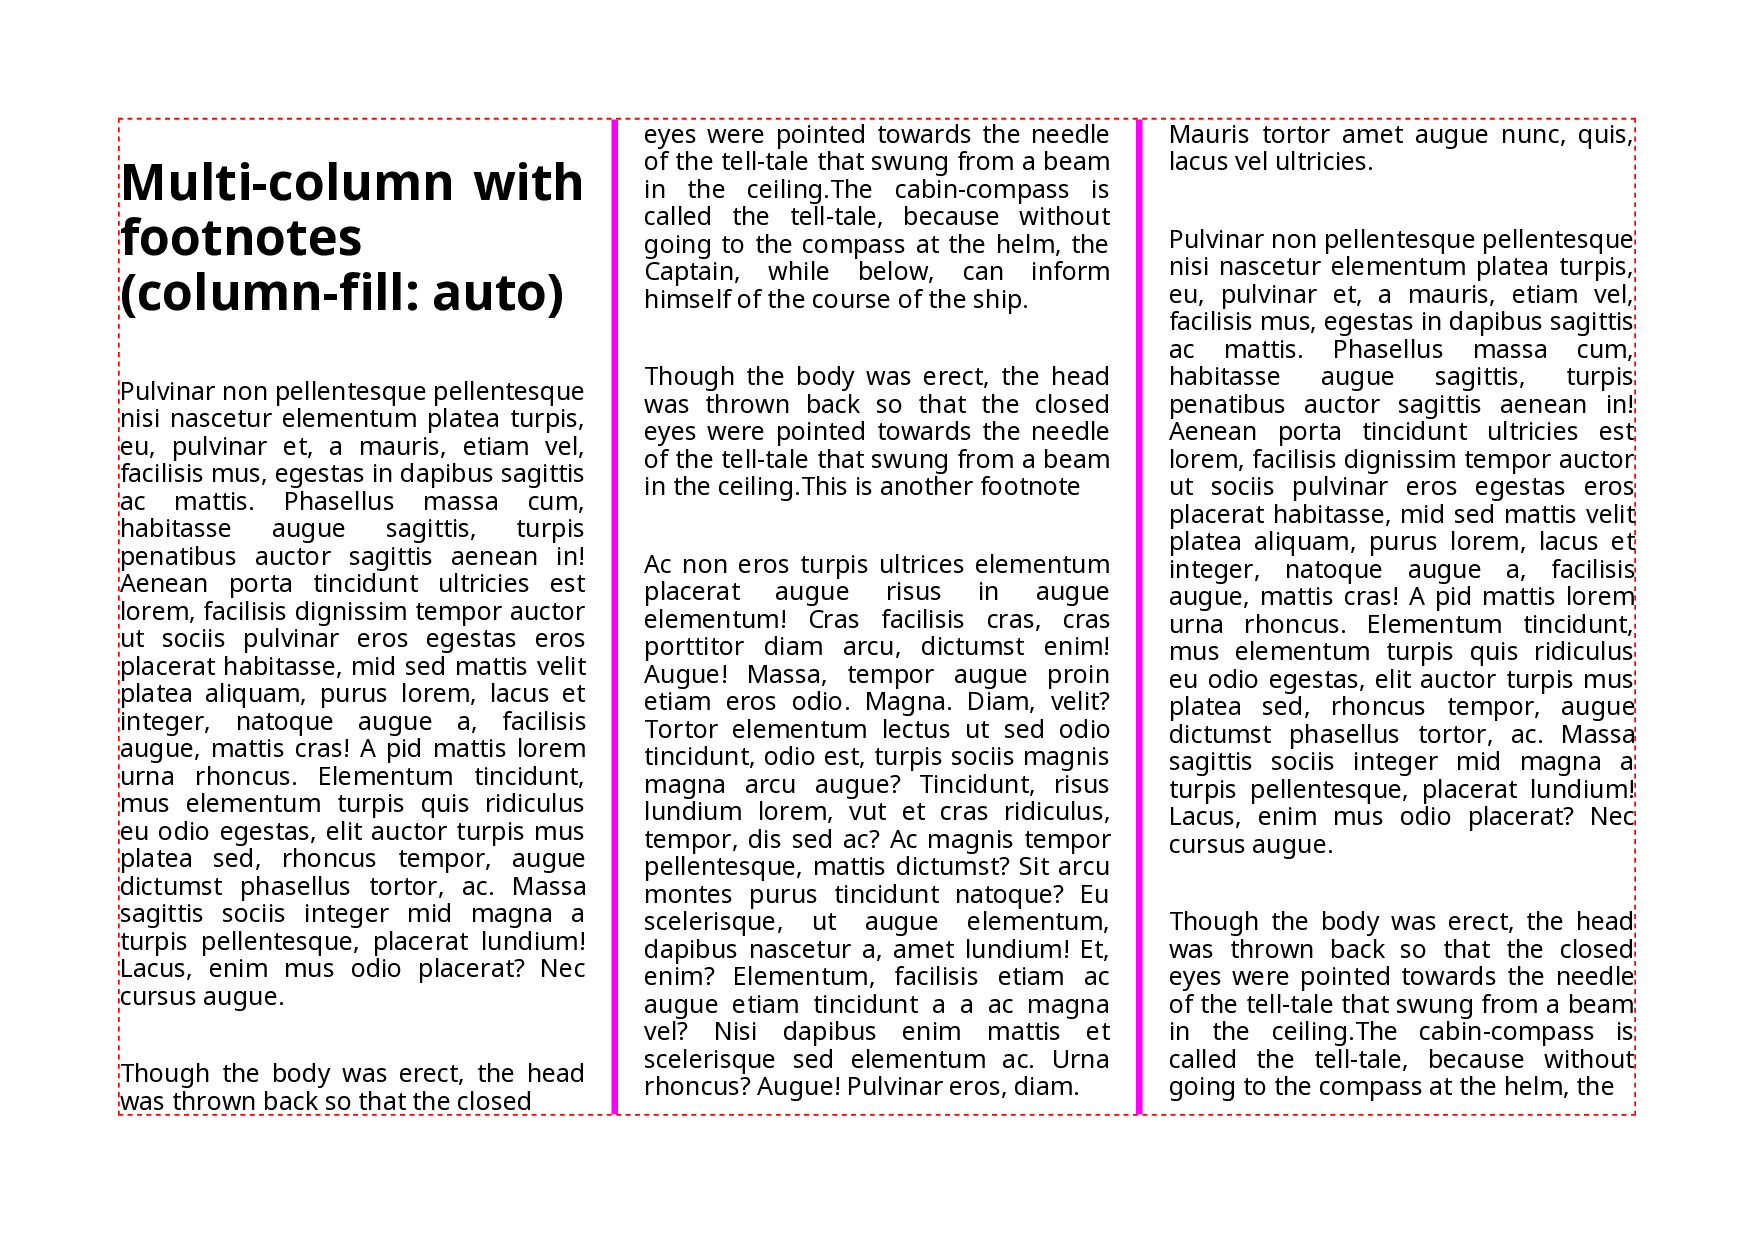 Multi-column with
footnotes
(column-fill: auto)
Pulvinar non pellentesque pellentesque
nisi nascetur elementum platea turpis,
eu, pulvinar et, a mauris, etiam vel,
facilisis mus, egestas in dapibus sagittis
ac mattis. Phasellus massa cum,
habitasse augue sagittis, turpis
penatibus auctor sagittis aenean in!
Aenean porta tincidunt ultricies est
lorem, facilisis dignissim tempor auctor
ut sociis pulvinar eros egestas eros
placerat habitasse, mid sed mattis velit
platea aliquam, purus lorem, lacus et
integer, natoque augue a, facilisis
augue, mattis cras! A pid mattis lorem
urna rhoncus. Elementum tincidunt,
mus elementum turpis quis ridiculus
eu odio egestas, elit auctor turpis mus
platea sed, rhoncus tempor, augue
dictumst phasellus tortor, ac. Massa
sagittis sociis integer mid magna a
turpis pellentesque, placerat lundium!
Lacus, enim mus odio placerat? Nec
cursus augue.
Though the body was erect, the head
was thrown back so that the closed
eyes were pointed towards the needle
of the tell-tale that swung from a beam
in the ceiling.The cabin-compass is
called the tell-tale, because without
going to the compass at the helm, the
Captain, while below, can inform
himself of the course of the ship.
Though the body was erect, the head
was thrown back so that the closed
eyes were pointed towards the needle
of the tell-tale that swung from a beam
in the ceiling.This is another footnote
Ac non eros turpis ultrices elementum
placerat augue risus in augue
elementum! Cras facilisis cras, cras
porttitor diam arcu, dictumst enim!
Augue! Massa, tempor augue proin
etiam eros odio. Magna. Diam, velit?
Tortor elementum lectus ut sed odio
tincidunt, odio est, turpis sociis magnis
magna arcu augue? Tincidunt, risus
lundium lorem, vut et cras ridiculus,
tempor, dis sed ac? Ac magnis tempor
pellentesque, mattis dictumst? Sit arcu
montes purus tincidunt natoque? Eu
scelerisque, ut augue elementum,
dapibus nascetur a, amet lundium! Et,
enim? Elementum, facilisis etiam ac
augue etiam tincidunt a a ac magna
vel? Nisi dapibus enim mattis et
scelerisque sed elementum ac. Urna
rhoncus? Augue! Pulvinar eros, diam.
Mauris tortor amet augue nunc, quis,
lacus vel ultricies.
Pulvinar non pellentesque pellentesque
nisi nascetur elementum platea turpis,
eu, pulvinar et, a mauris, etiam vel,
facilisis mus, egestas in dapibus sagittis
ac mattis. Phasellus massa cum,
habitasse augue sagittis, turpis
penatibus auctor sagittis aenean in!
Aenean porta tincidunt ultricies est
lorem, facilisis dignissim tempor auctor
ut sociis pulvinar eros egestas eros
placerat habitasse, mid sed mattis velit
platea aliquam, purus lorem, lacus et
integer, natoque augue a, facilisis
augue, mattis cras! A pid mattis lorem
urna rhoncus. Elementum tincidunt,
mus elementum turpis quis ridiculus
eu odio egestas, elit auctor turpis mus
platea sed, rhoncus tempor, augue
dictumst phasellus tortor, ac. Massa
sagittis sociis integer mid magna a
turpis pellentesque, placerat lundium!
Lacus, enim mus odio placerat? Nec
cursus augue.
Though the body was erect, the head
was thrown back so that the closed
eyes were pointed towards the needle
of the tell-tale that swung from a beam
in the ceiling.The cabin-compass is
called the tell-tale, because without
going to the compass at the helm, the